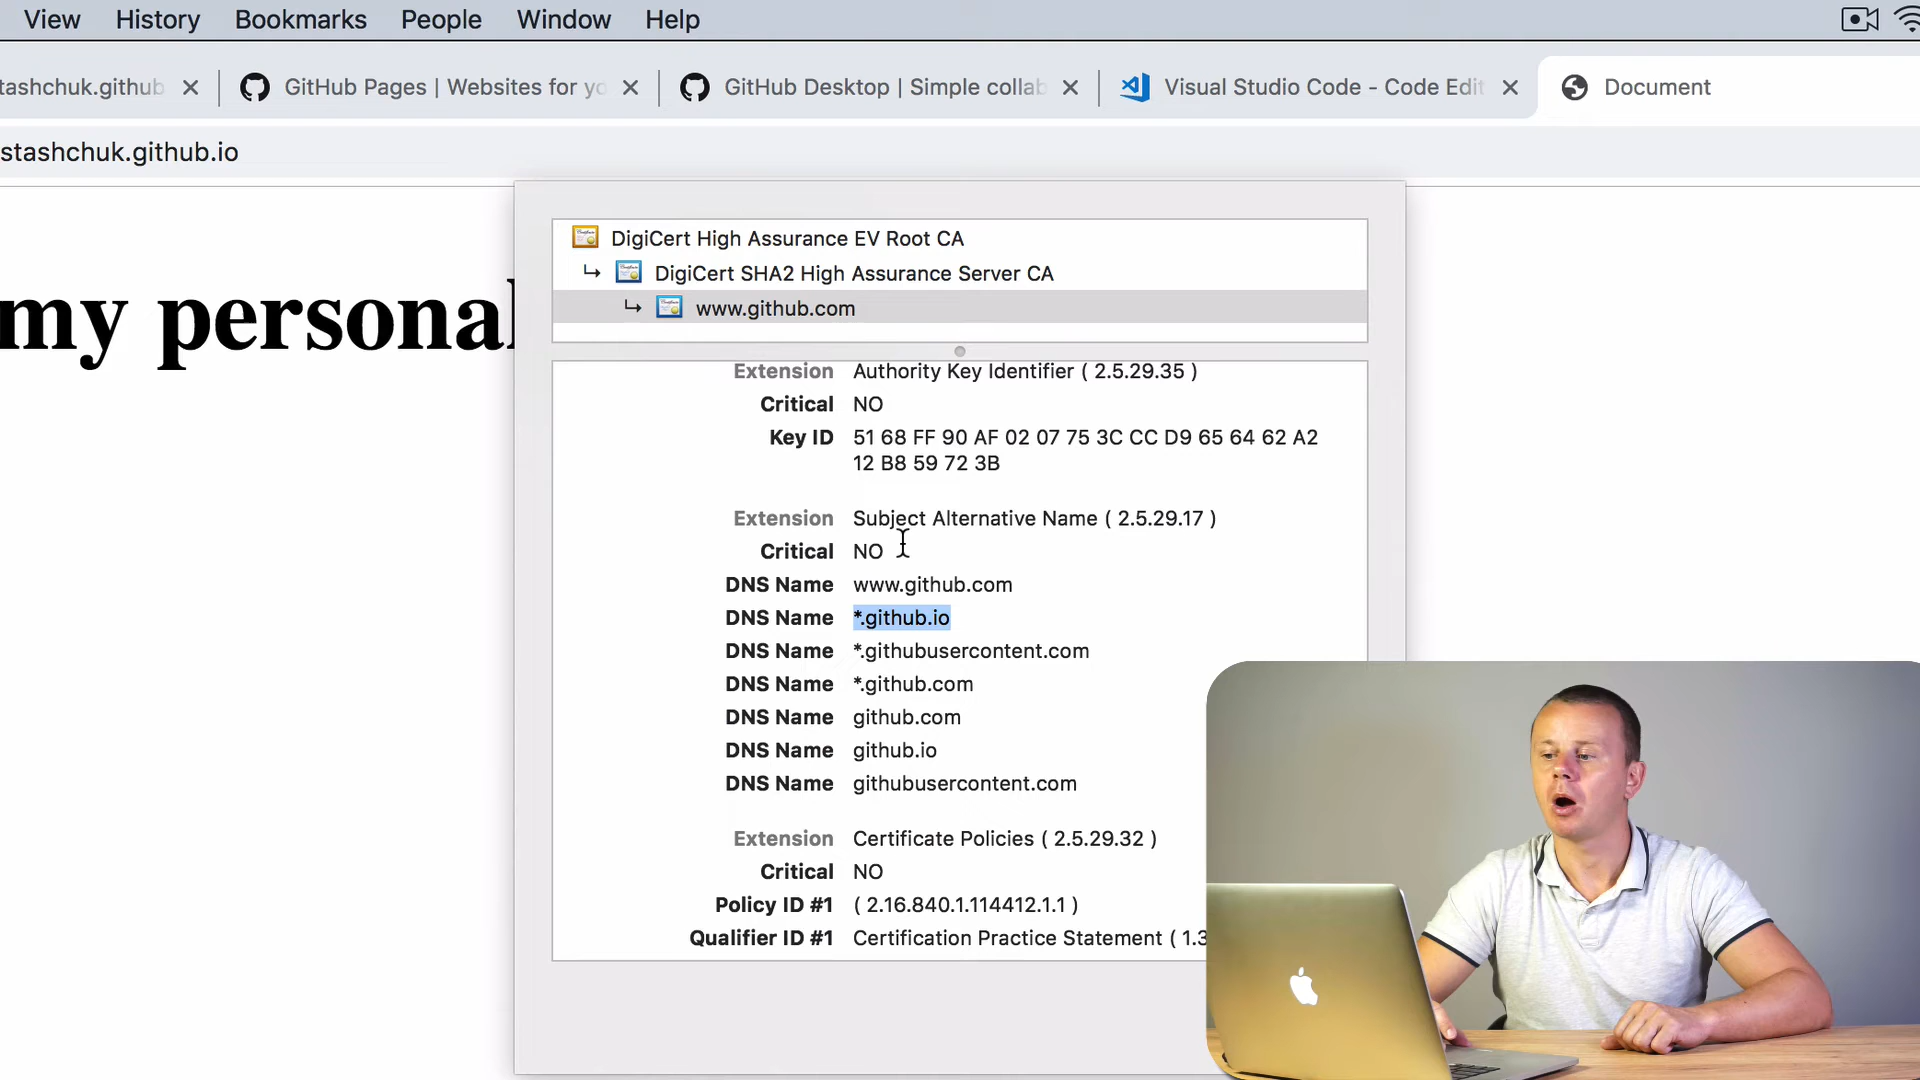 View History Bookmarks People Window Help
stashchuk.github GitHub Pages | Websites for yo GitHub Desktop | Simple collab Visual Studio Code - Code Edit Document
stashchuk.github.io
my personal
DigiCert High Assurance EV Root CA
DigiCert SHA2 High Assurance Server CA
www.github.com
Extension Authority Key Identifier ( 2.5.29.35 )
Critical NO
Key ID 51 68 FF 90 AF 02 07 75 3C CC D9 65 64 62 A2
12 B8 59 72 3B
Extension Subject Alternative Name ( 2.5.29.17 )
Critical NO
DNS Name www.github.com
DNS Name *.github.io
DNS Name *.githubusercontent.com
DNS Name *.github.com
DNS Name github.com
DNS Name github.io
DNS Name githubusercontent.com
Extension Certificate Policies ( 2.5.29.32 )
Critical NO
Policy ID #1 ( 2.16.840.1.114412.1.1 )
Qualifier ID #1 Certification Practice Statement ( 1.3